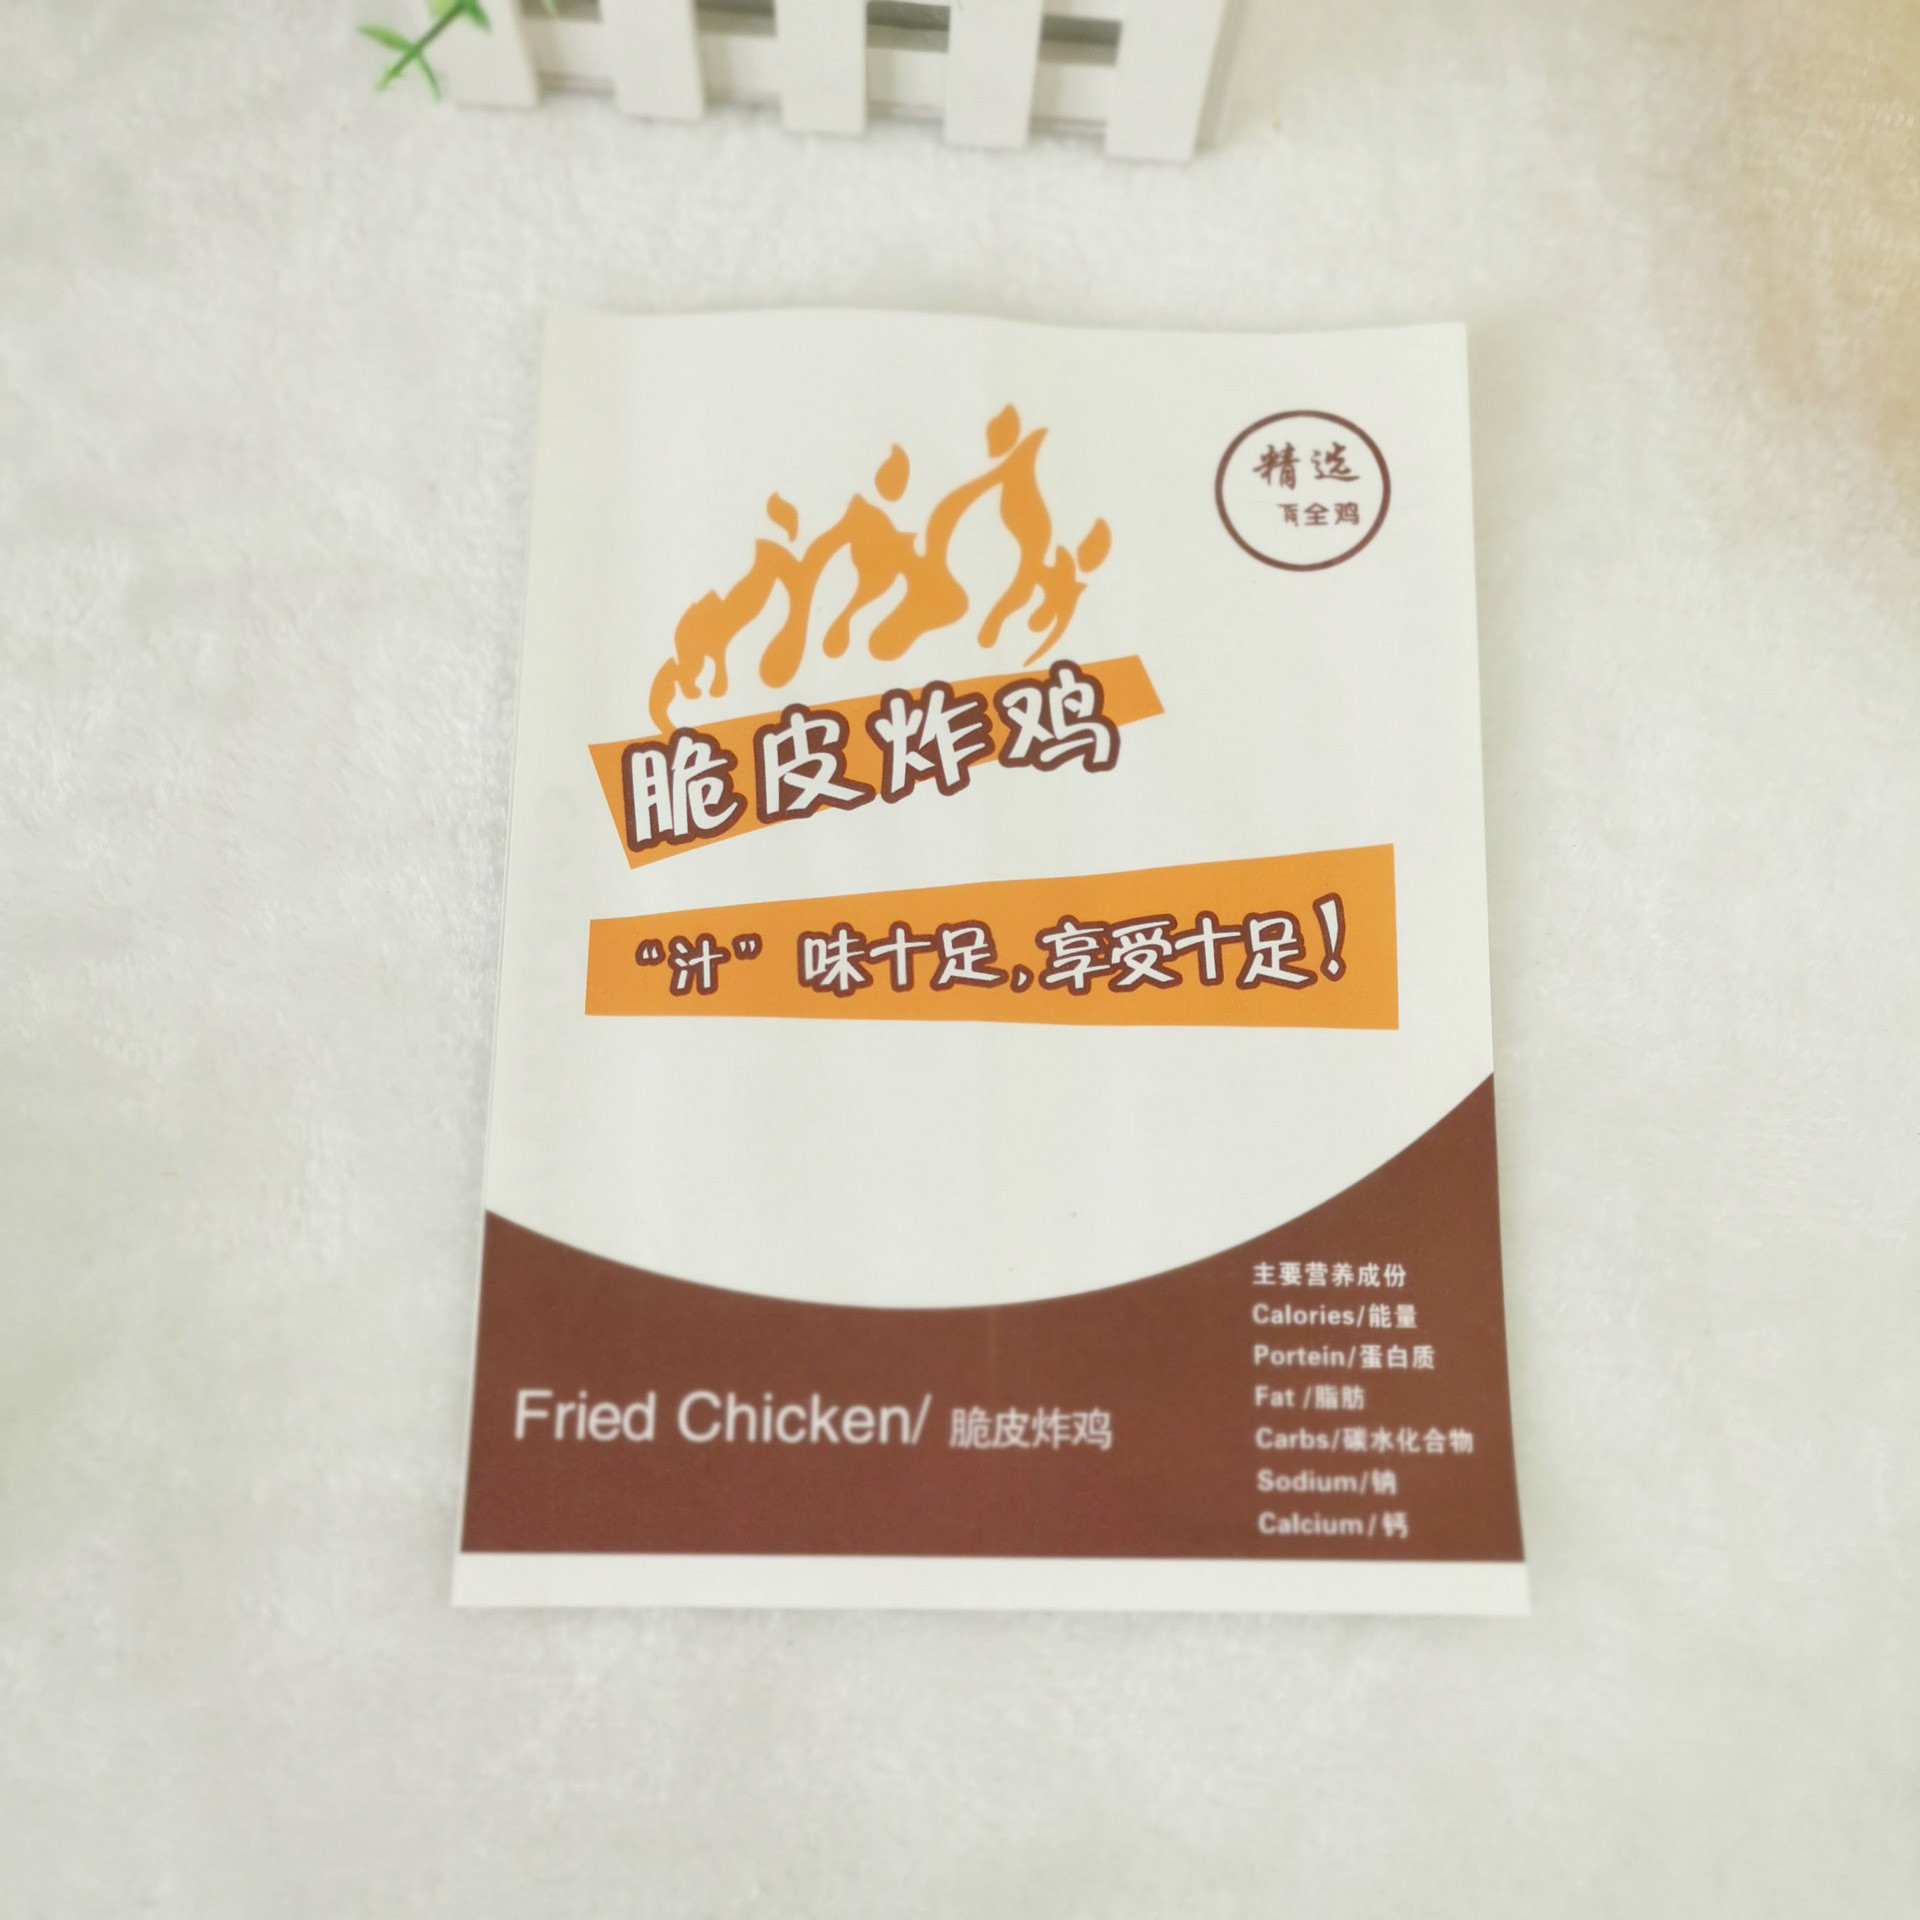 精选
全鸡
脆皮炸鸡
“汁” 味十足,享受十足!
主要营养成份
Calories/能量
Portein/蛋白质
Fat /脂肪
Carbs/碳水化合物
Sodium/钠
Calcium/钙
Fried Chicken/ 脆皮炸鸡